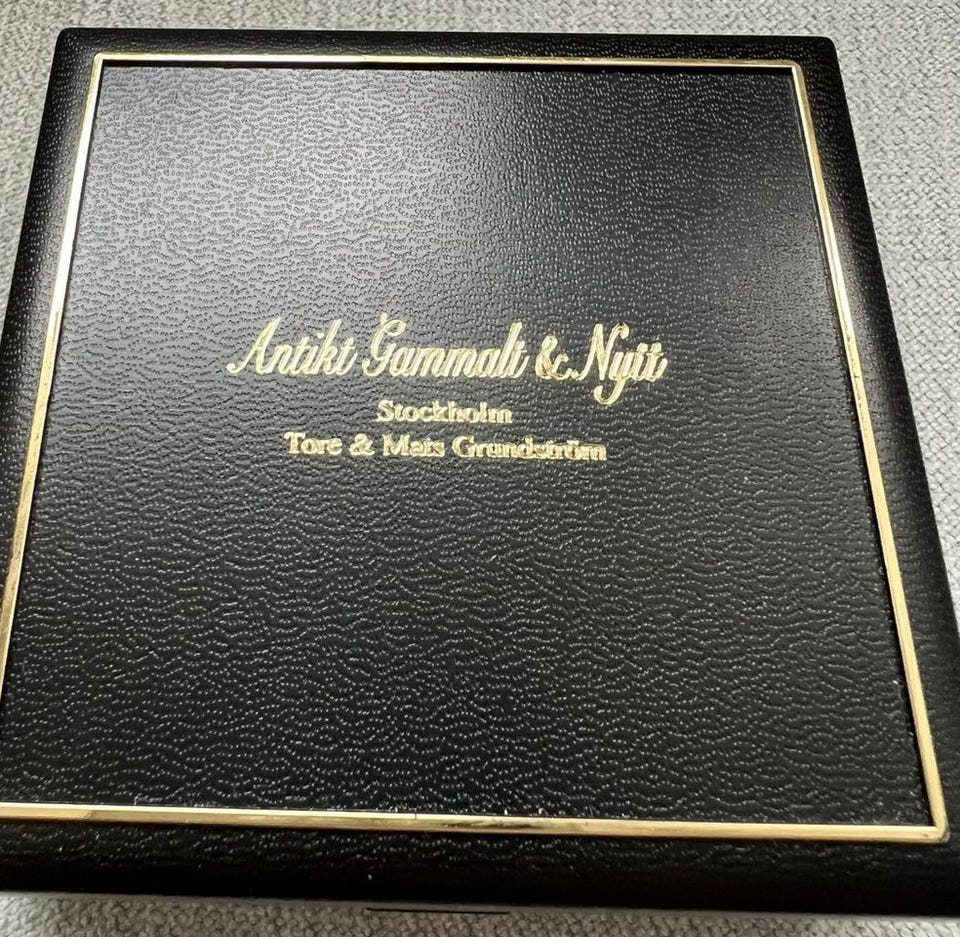 Antikt Gammalt & Nytt
Stockholm
Tore & Mats Grundström